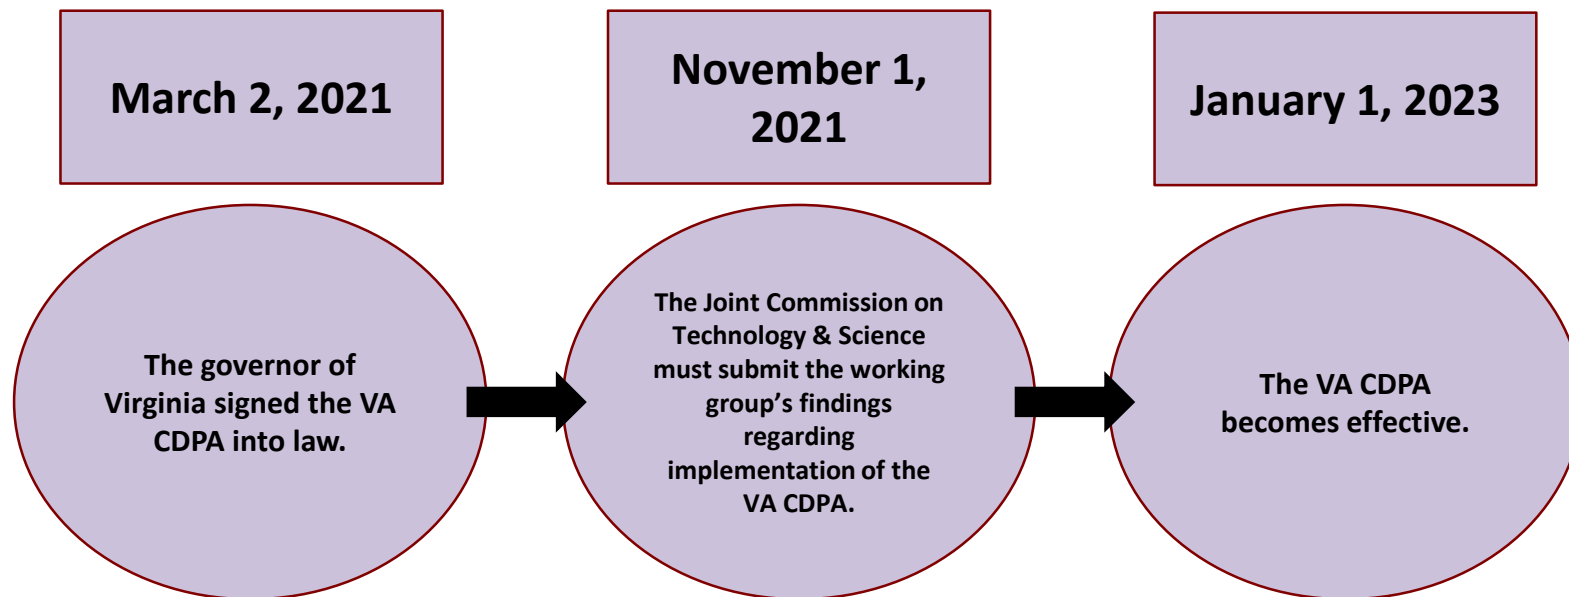 March 2, 2021
November 1,
2021
January 1, 2023
The governor of
Virginia signed the VA
CDPA into law.
The Joint Commission on
Technology & Science
must submit the working
group’s findings
regarding
implementation of the
VA CDPA.
The VA CDPA
becomes effective.